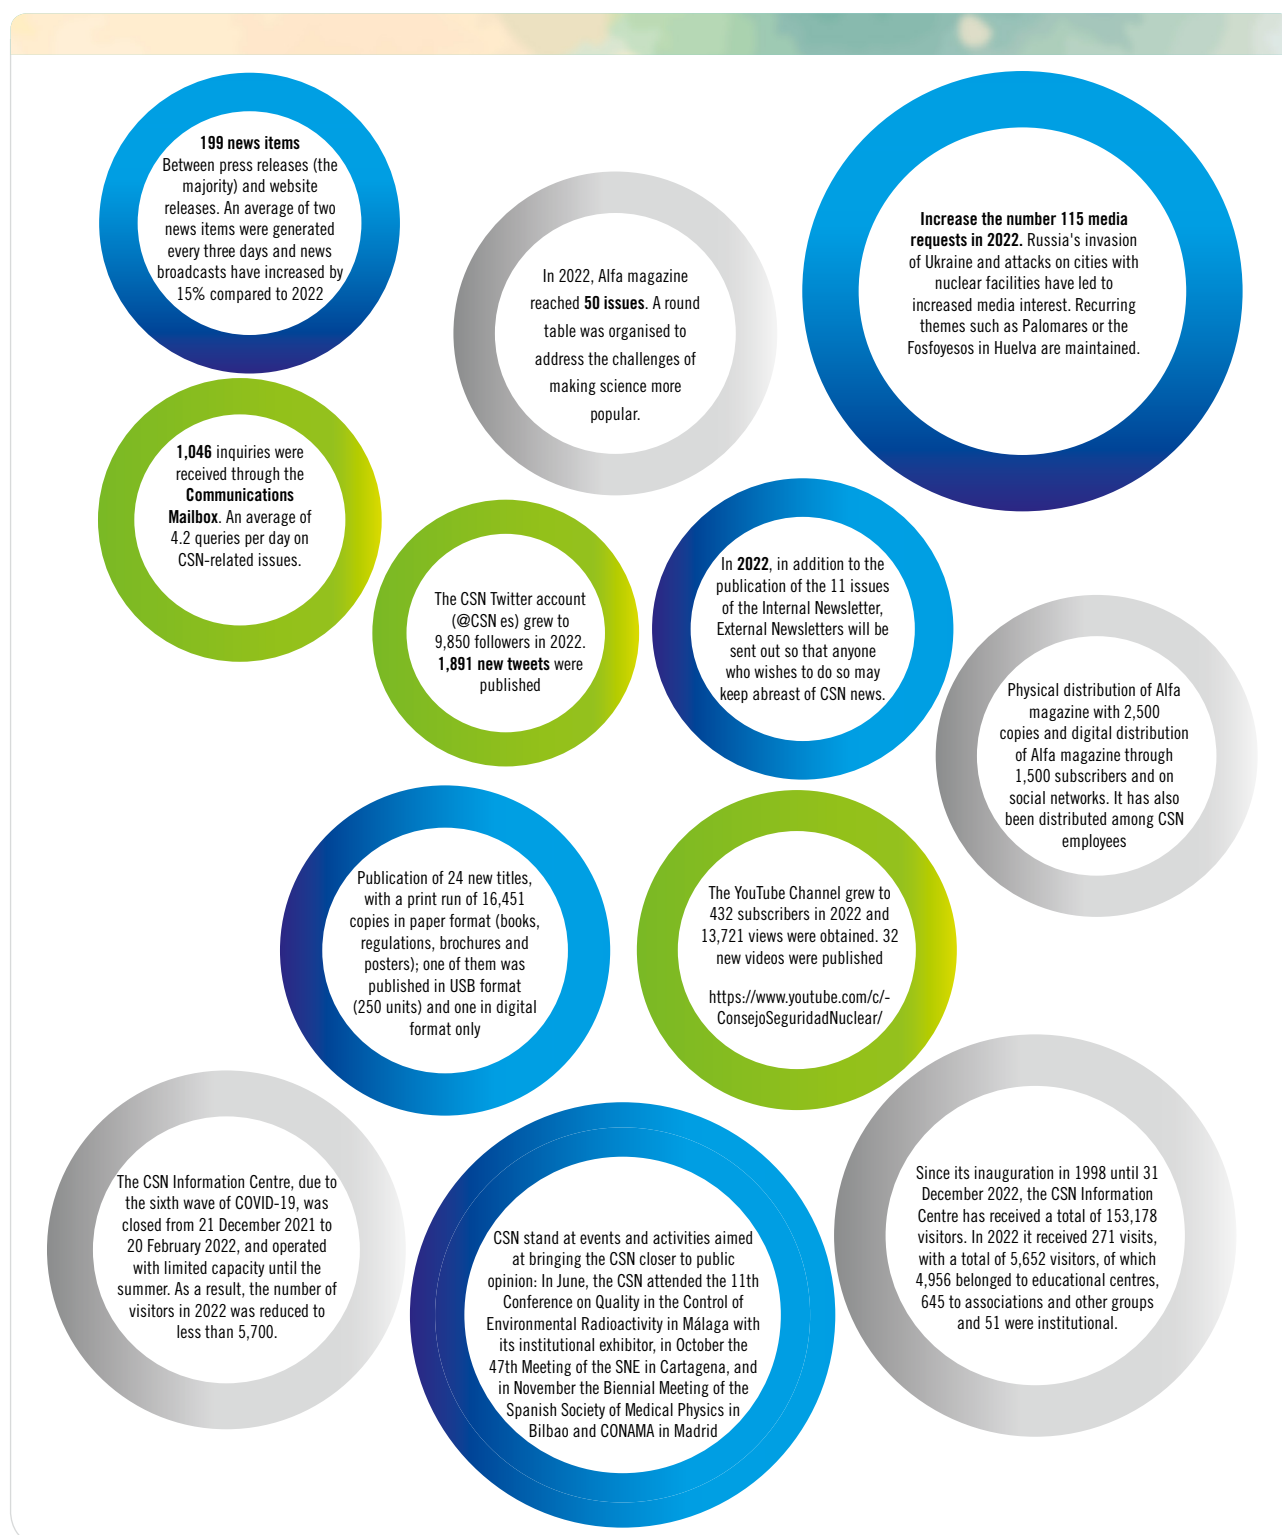 199 news items
Between press releases (the
majority) and website
releases. An average of two
news items were generated
every three days and news
broadcasts have increased by
15% compared to 2022
In 2022, Alfa magazine
reached 50 issues. A round
table was organised to
address the challenges of
making science more
popular.
Increase the number 115 media
requests in 2022. Russia's invasion
of Ukraine and attacks on cities with
nuclear facilities have led to
increased media interest. Recurring
themes such as Palomares or the
Fosfoyesos in Huelva are maintained.
1,046 inquiries were
received through the
Communications
Mailbox. An average of
4.2 queries per day on
CSN-related issues.
The CSN Twitter account
(@CSN es) grew to
9,850 followers in 2022.
1,891 new tweets were
published
In 2022, in addition to the
publication of the 11 issues
of the Internal Newsletter,
External Newsletters will be
sent out so that anyone
who wishes to do so may
keep abreast of CSN news.
Physical distribution of Alfa
magazine with 2,500
copies and digital distribution
of Alfa magazine through
1,500 subscribers and on
social networks. It has also
been distributed among CSN
employees
Publication of 24 new titles,
with a print run of 16,451
copies in paper format (books,
regulations, brochures and
posters); one of them was
published in USB format
(250 units) and one in digital
format only
The YouTube Channel grew to
432 subscribers in 2022 and
13,721 views were obtained. 32
new videos were published
https://www.youtube.com/c/-
ConsejoSeguridadNuclear/
The CSN Information Centre, due to
the sixth wave of COVID-19, was
closed from 21 December 2021 to
20 February 2022, and operated
with limited capacity until the
summer. As a result, the number of
visitors in 2022 was reduced to
less than 5,700.
CSN stand at events and activities aimed
at bringing the CSN closer to public
opinion: In June, the CSN attended the 11th
Conference on Quality in the Control of
Environmental Radioactivity in Málaga with
its institutional exhibitor, in October the
47th Meeting of the SNE in Cartagena, and
in November the Biennial Meeting of the
Spanish Society of Medical Physics in
Bilbao and CONAMA in Madrid
Since its inauguration in 1998 until 31
December 2022, the CSN Information
Centre has received a total of 153,178
visitors. In 2022 it received 271 visits,
with a total of 5,652 visitors, of which
4,956 belonged to educational centres,
645 to associations and other groups
and 51 were institutional.